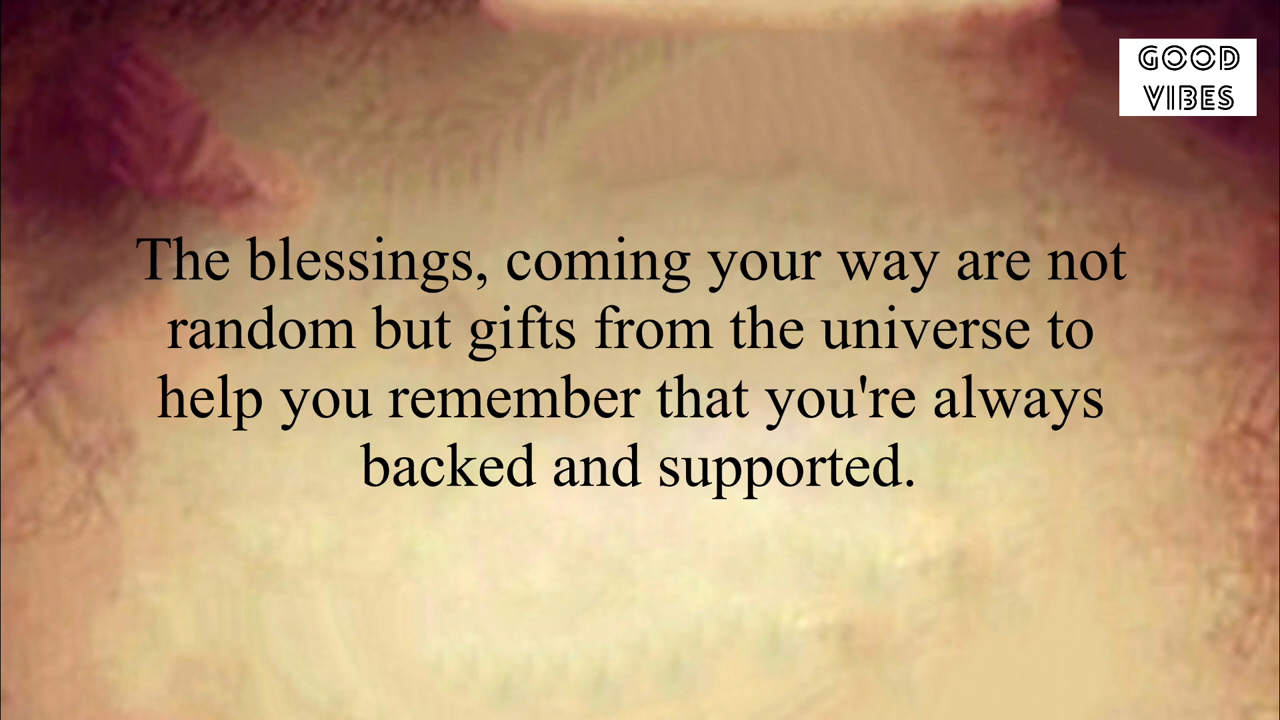 GOOD
VIBES
The blessings, coming your way are not
random but gifts from the universe to
help you remember that you're always
backed and supported.